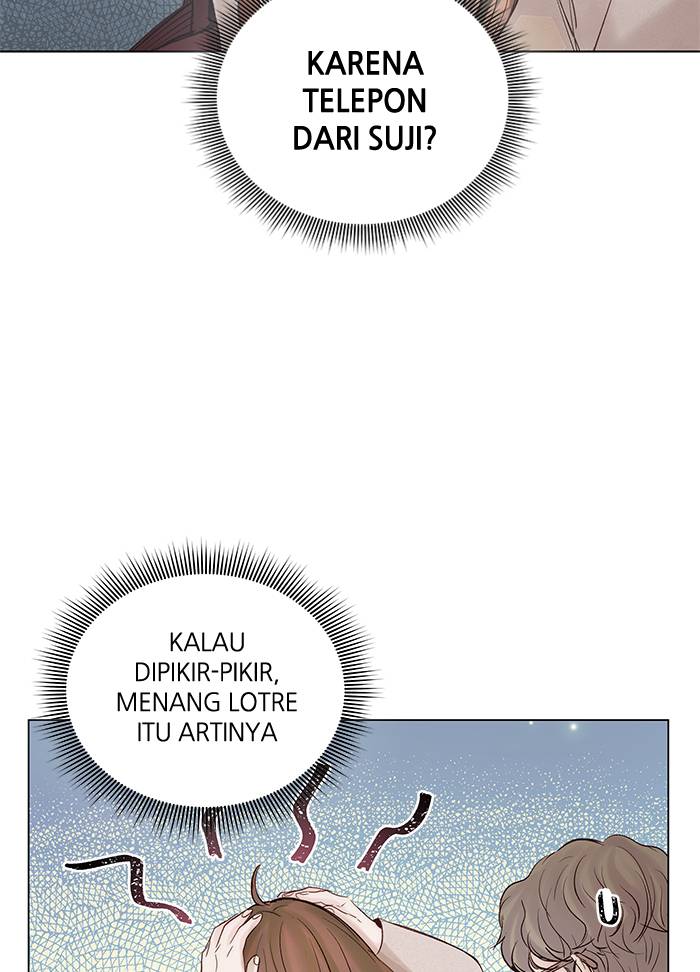 KARENA
TELEPON
DARI SUJI?
KALAU
DIPIKIR-PIKIR,
MENANG LOTRE
ITU ARTINYA